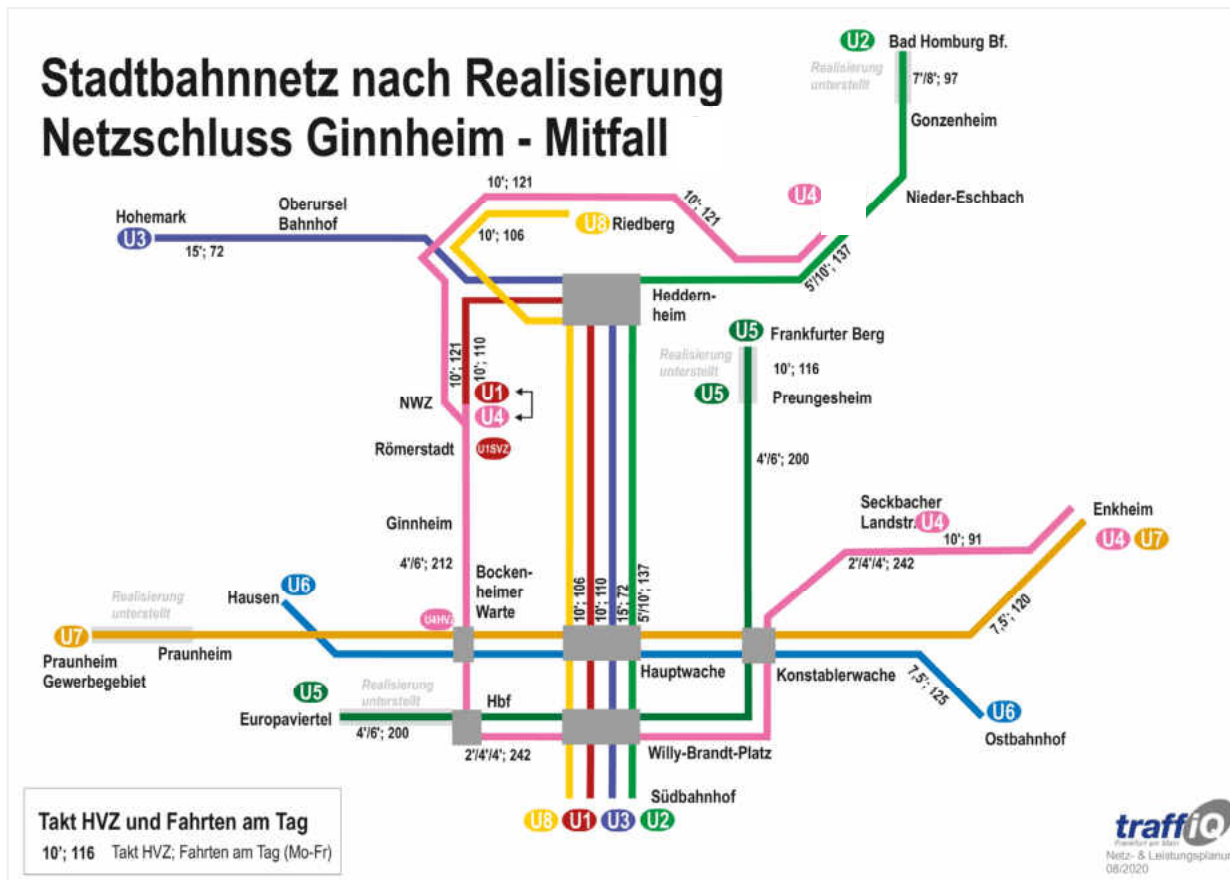 Stadtbahnnetz nach Realisierung
Netzschluss Ginnheim - Mitfall
U2 Bad Homburg Bf.
Realisierung
unterstellt
7'/8'; 97
Gonzenheim
10'; 121
U4
Nieder-Eschbach
Oberursel
Bahnhof
Hohemark
U3
15'; 72
10'; 106
U8 Riedberg
10'; 121
5'/10'; 137
Heddern-
heim
U5 Frankfurter Berg
Realisierung
unterstellt
10'; 116
U5
Preungesheim
10'; 121
10'; 110
NWZ
U1
U4
Römerstadt
U1SVZ
4'/6'; 200
Ginnheim
4'/6'; 212
Seckbacher
Landstr. U4
10'; 91
2'/4'/4'; 242
Enkheim
U4 U7
Bocken-
heimer
Warte
10'; 106
10'; 110
15'; 72
5'/10'; 137
U6
Hausen
U4HVZ
7,5'; 120
Realisierung
unterstellt
U7
Praunheim
Praunheim
Gewerbegebiet
Hauptwache
Konstablerwache
7,5'; 125
U6
Ostbahnhof
U5
Realisierung
unterstellt
Europaviertel
Hbf
4'/6'; 200
2'/4'/4'; 242
Willy-Brandt-Platz
Südbahnhof
U8 U1 U3 U2
Takt HVZ und Fahrten am Tag
10'; 116 Takt HVZ; Fahrten am Tag (Mo-Fr)
traffiQ
Frankfurt am Main
Netz- & Leistungsplanun
08/2020